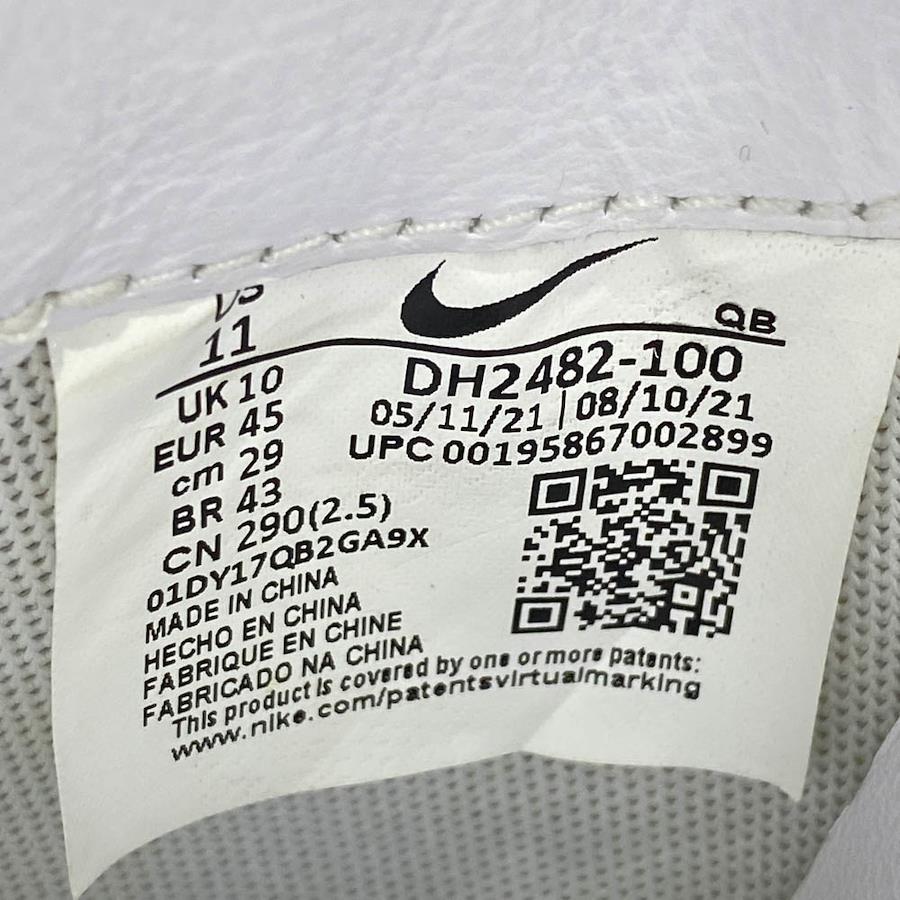 US
11
QB
UK 10
EUR 45
cm 29
BR 43
CN 290(2.5)
DH2482-100
05/11/21 | 08/10/21
UPC 00195867002899
01DY17QB2GA9X
MADE IN CHINA
HECHO EN CHINA
FABRIQUE EN CHINE
FABRICADO NA CHINA
This product is covered by one or more patents:
www.nike.com/patentsvirtualmarking